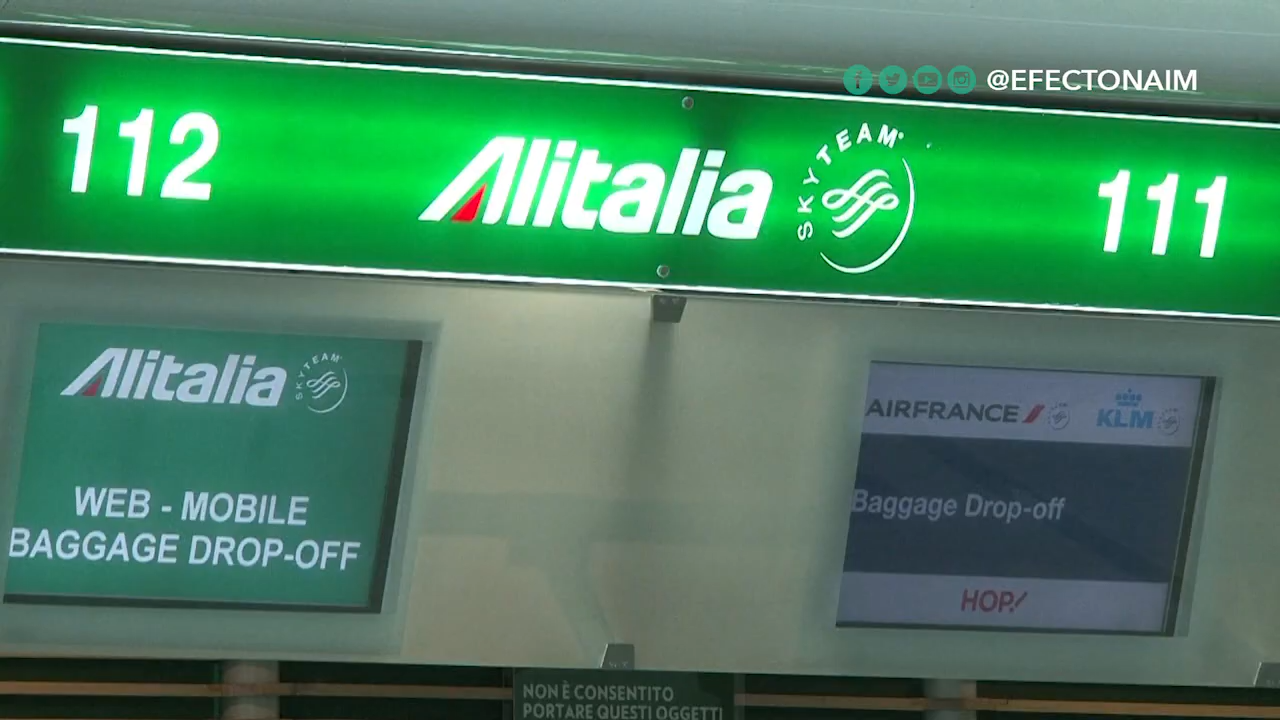 @EFECTONAIM
112 Alitalia SKYTEAM 111
Alitalia SKYTEAM
WEB - MOBILE
BAGGAGE DROP-OFF
AIRFRANCE KLM
Baggage Drop-off
HOP!
NON È CONSENTITO
PORTARE QUESTI OGGETTI